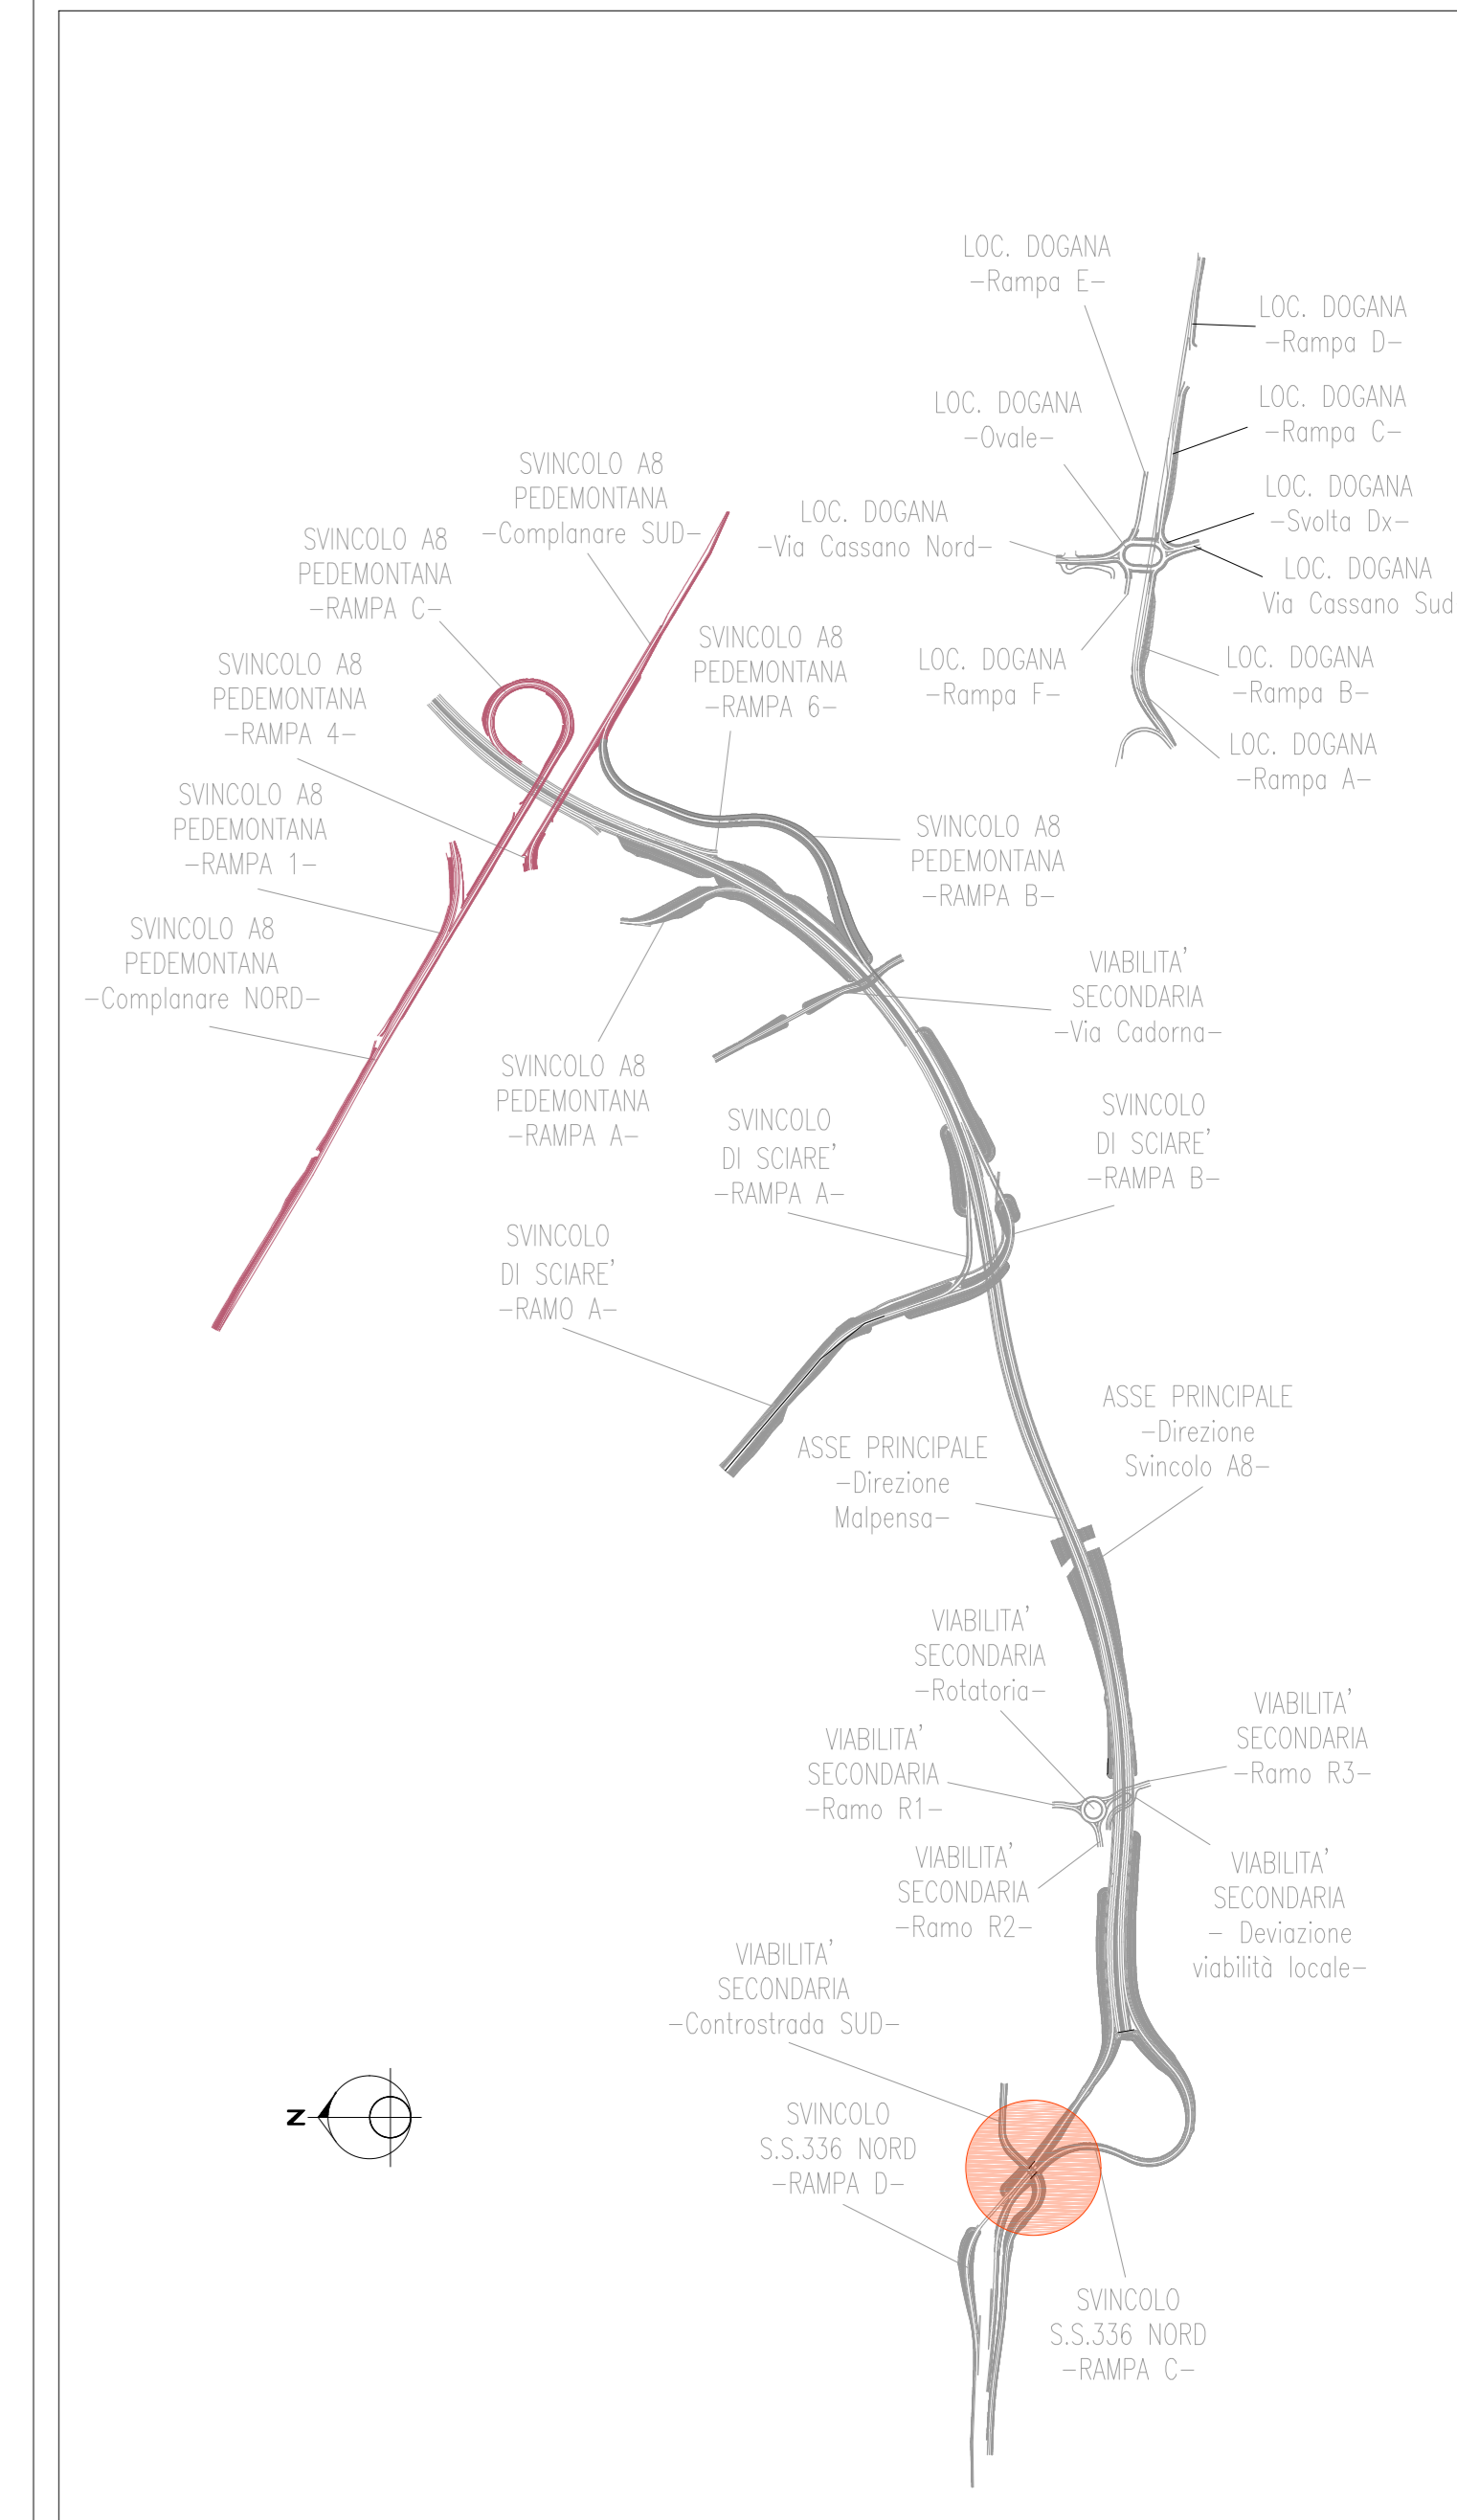 LOC. DOGANA
-Rampa E-
LOC. DOGANA
-Rampa D-
LOC. DOGANA
-Ovale-
LOC. DOGANA
-Rampa C-
SVINCOLO A8
PEDEMONTANA
-Complanare SUD-
LOC. DOGANA
-Svolta Dx-
LOC. DOGANA
-Via Cassano Nord-
SVINCOLO A8
PEDEMONTANA
-RAMPA C-
LOC. DOGANA
Via Cassano Sud
SVINCOLO A8
PEDEMONTANA
-RAMPA 6-
LOC. DOGANA
-Rampa F-
LOC. DOGANA
-Rampa B-
SVINCOLO A8
PEDEMONTANA
-RAMPA 4-
LOC. DOGANA
-Rampa A-
SVINCOLO A8
PEDEMONTANA
-RAMPA 1-
SVINCOLO A8
PEDEMONTANA
-RAMPA B-
SVINCOLO A8
PEDEMONTANA
-Complanare NORD-
VIABILITA'
SECONDARIA
-Via Cadorna-
SVINCOLO A8
PEDEMONTANA
-RAMPA A-
SVINCOLO
DI SCIARE'
-RAMPA A-
SVINCOLO
DI SCIARE'
-RAMPA B-
SVINCOLO
DI SCIARE'
-RAMO A-
ASSE PRINCIPALE
-Direzione
Svincolo A8-
ASSE PRINCIPALE
-Direzione
Malpensa-
VIABILITA'
SECONDARIA
-Rotatoria-
VIABILITA'
SECONDARIA
-Ramo R3-
VIABILITA'
SECONDARIA
-Ramo R1-
VIABILITA'
SECONDARIA
-Ramo R2-
VIABILITA'
SECONDARIA
- Deviazione
viabilità locale-
VIABILITA'
SECONDARIA
-Controstrada SUD-
N
SVINCOLO
S.S.336 NORD
-RAMPA D-
SVINCOLO
S.S.336 NORD
-RAMPA C-